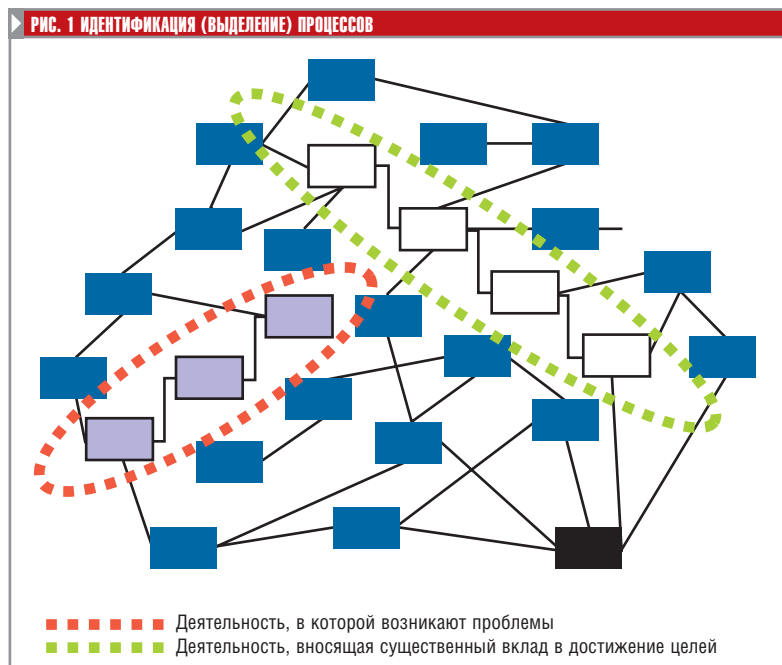 РИС. 1 ИДЕНТИФИКАЦИЯ (ВЫДЕЛЕНИЕ) ПРОЦЕССОВ
Деятельность, в которой возникают проблемы
Деятельность, вносящая существенный вклад в достижение целей